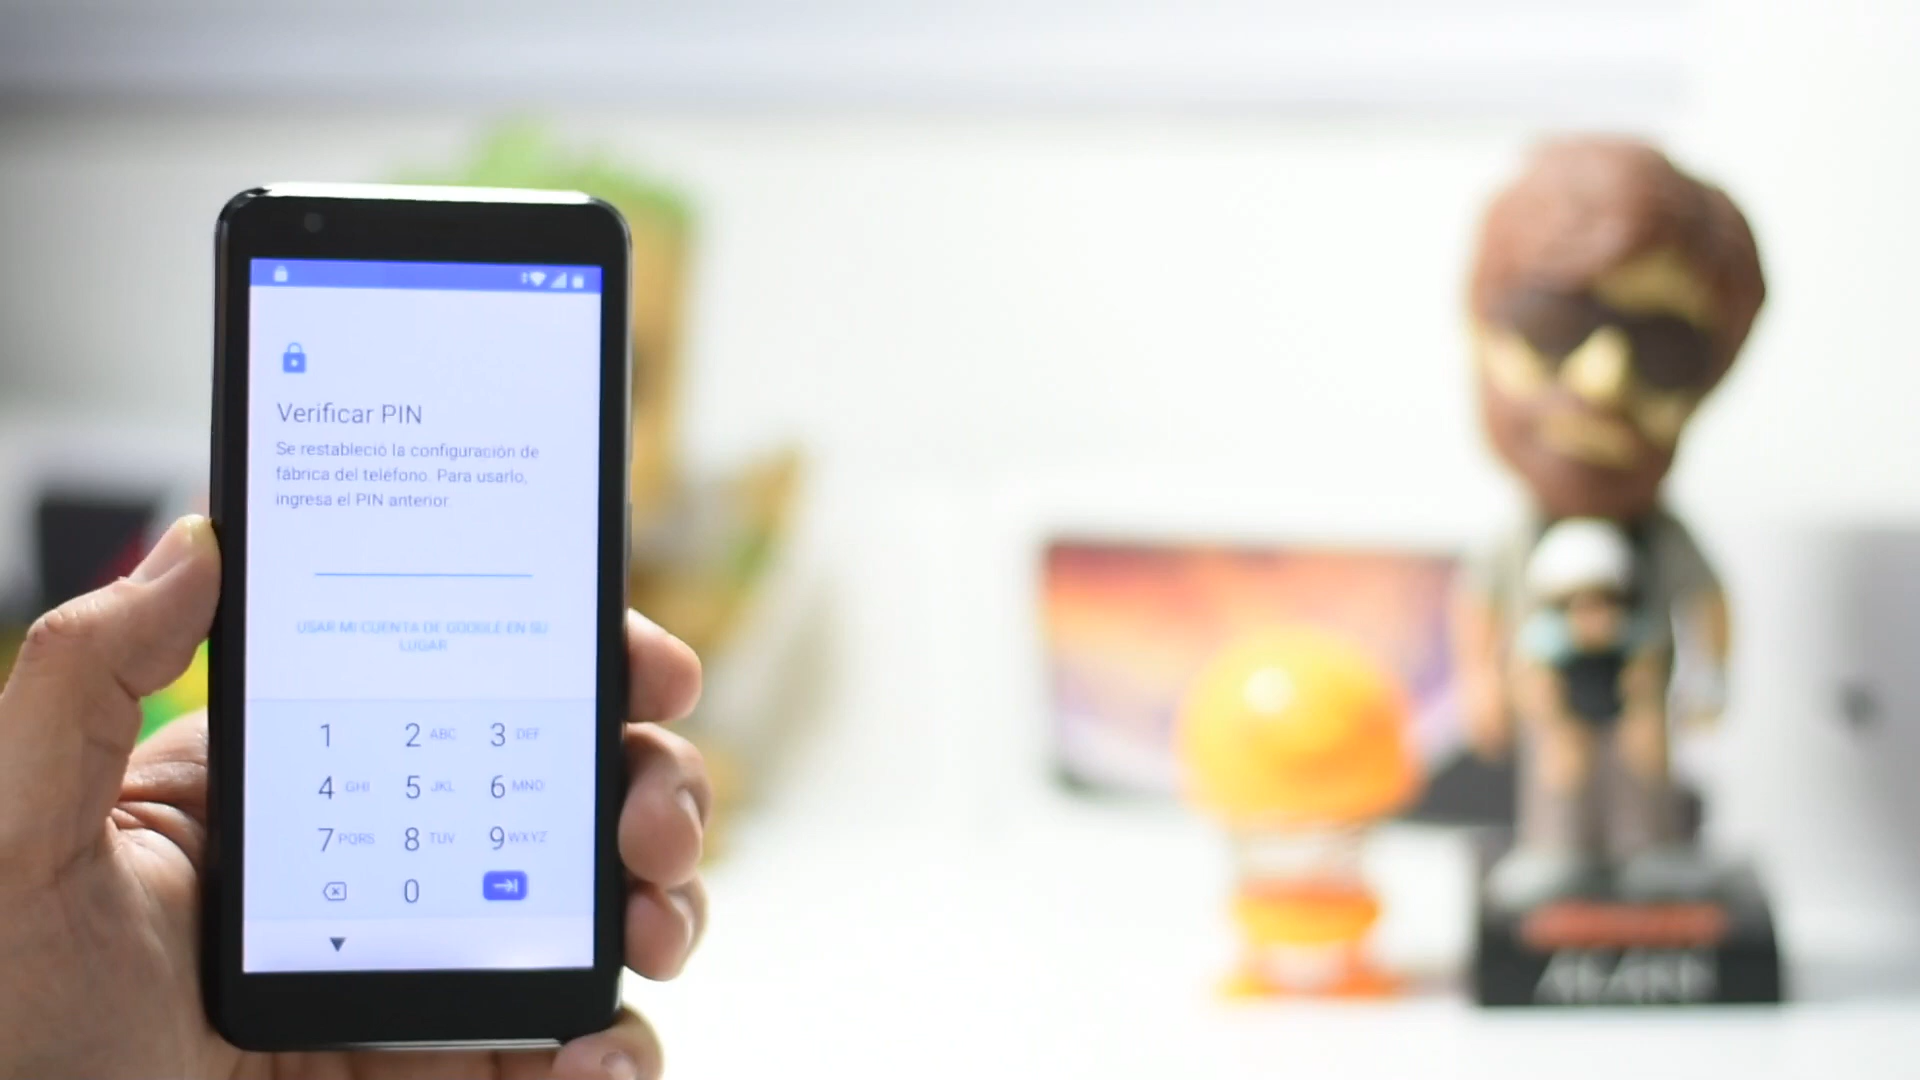 Verificar PIN
Se restableció la configuración de
fábrica del teléfono. Para usarlo,
ingresa el PIN anterior.
USAR MI CUENTA DE GOOGLE EN SU
LUGAR
1 2 ABC 3 DEF
4 GHI 5 JKL 6 MNO
7 PQRS 8 TUV 9 WXYZ
0